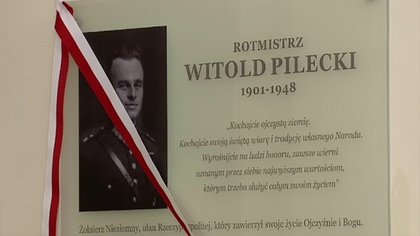 ROTMISTRZ
WITOLD PILECKI
1901-1948
„Kochajcie ojczystą ziemię.
Kochajcie swoją świętą wiarę i tradycję własnego Narodu.
Wyrośnijcie na ludzi honoru, zawsze wierni
uznanym przez siebie najwyższym wartościom,
którym trzeba służyć całym swoim życiem"
Żołnierz Niezłomny, ułan Rzeczypospolitej, który zawierzył swoje życie Ojczyźnie i Bogu.